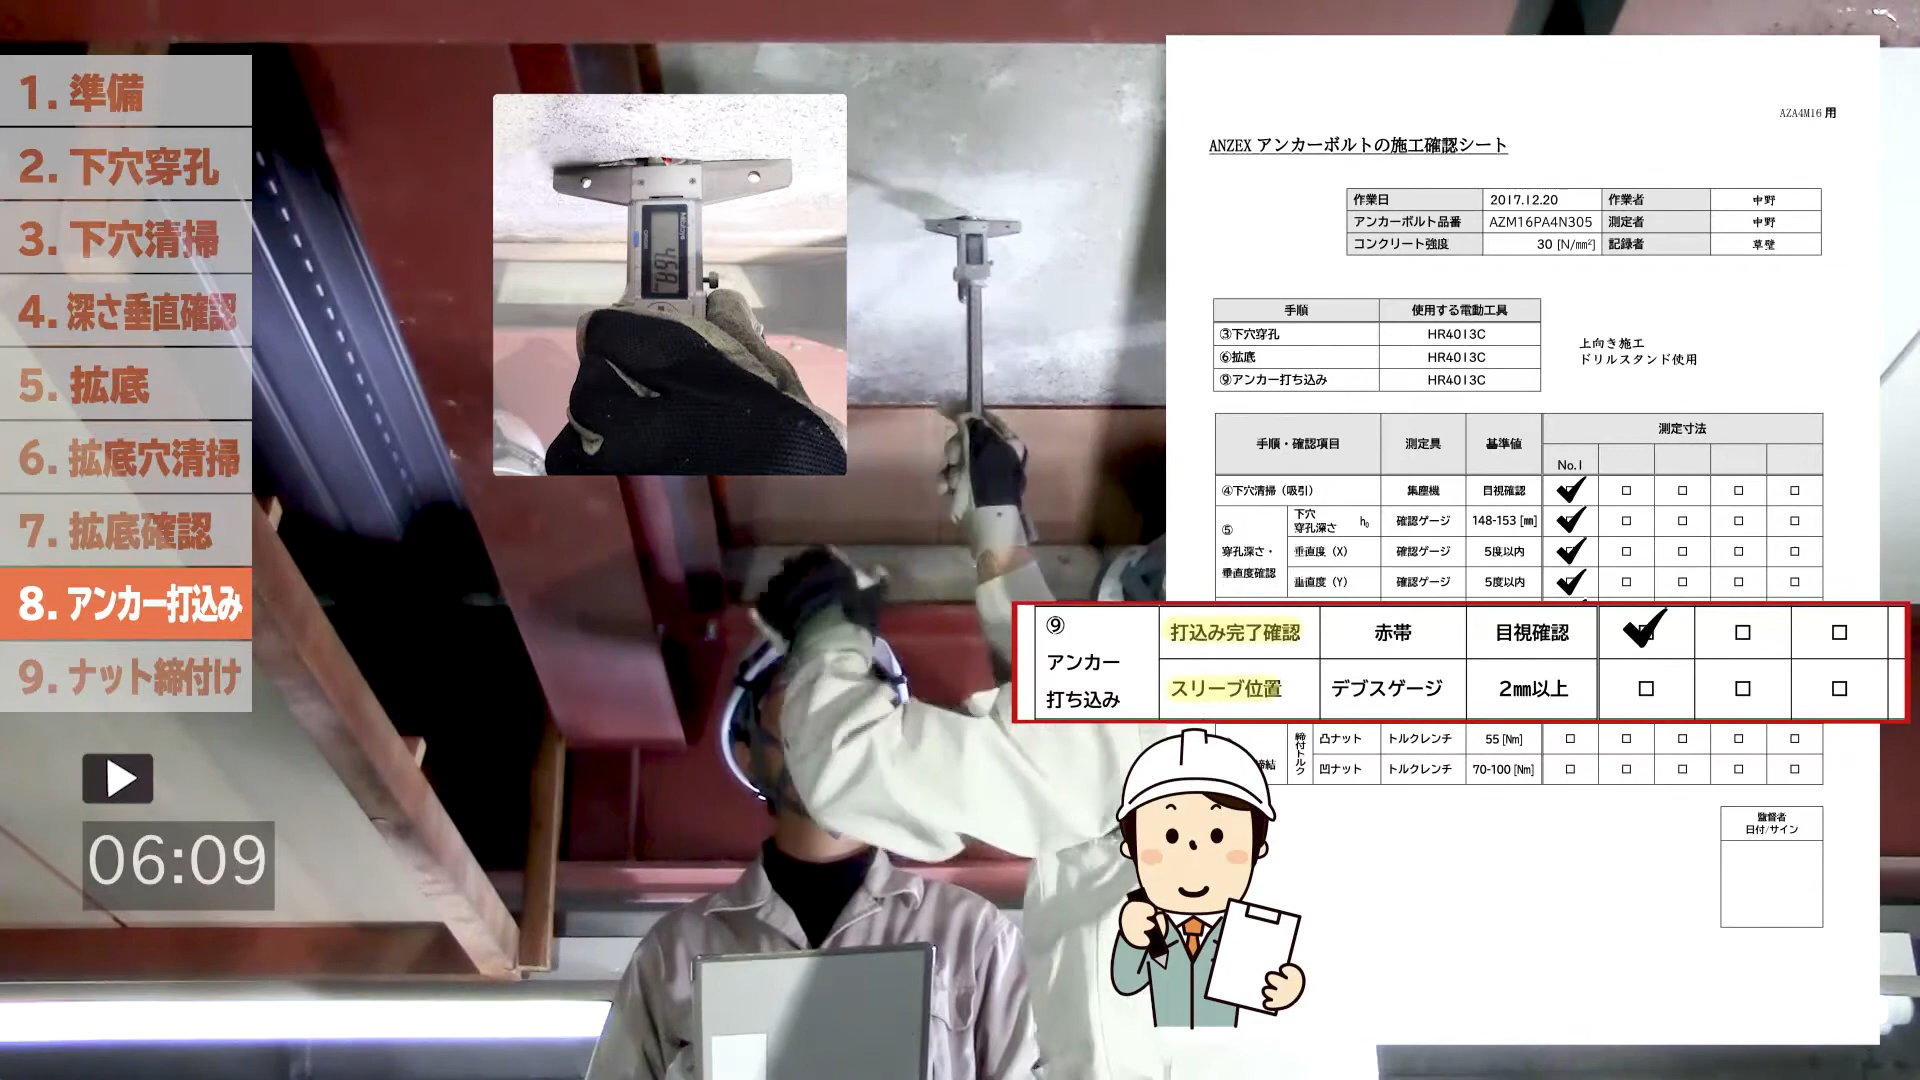 1. 準備
2. 下穴穿孔
3. 下穴清掃
4. 深さ垂直確認
5. 拡底
6. 拡底穴清掃
7. 拡底確認
8. アンカー打込み
9. ナット締付け
06:09
AZA4M16 用
ANZEX アンカーボルトの施工確認シート
作業日 2017.12.20 作業者 中野
アンカーボルト品番 AZM16PA4N305 測定者 中野
コンクリート強度 30 [N/mm²] 記録者 草壁
手順 使用する電動工具
③下穴穿孔 HR4013C
⑥拡底 HR4013C
⑨アンカー打ち込み HR4013C
上向き施工
ドリルスタンド使用
手順・確認項目 測定具 基準値 測定寸法
No.1
④下穴清掃（吸引） 集塵機 目視確認
⑤
穿孔深さ・
垂直度確認
下穴
穿孔深さ h₀ 確認ゲージ 148-153 [mm]
垂直度（X） 確認ゲージ 5度以内
垂直度（Y） 確認ゲージ 5度以内
⑨
アンカー
打ち込み
打込み完了確認 赤帯 目視確認
スリーブ位置 デプスゲージ 2mm以上
締付トルク
凸ナット トルクレンチ 55 [Nm]
凹ナット トルクレンチ 70-100 [Nm]
監督者
日付/サイン